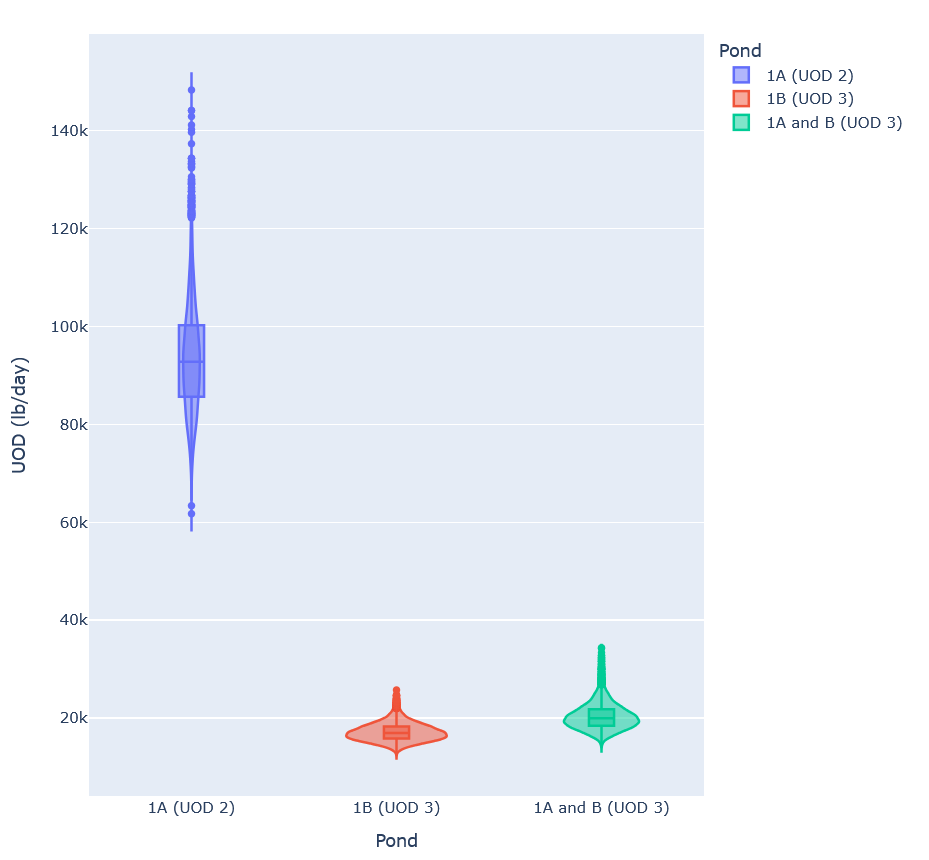 Pond
1A (UOD 2)
1B (UOD 3)
1A and B (UOD 3)
UOD (lb/day)
140k
120k
100k
80k
60k
40k
20k
1A (UOD 2)
1B (UOD 3)
1A and B (UOD 3)
Pond